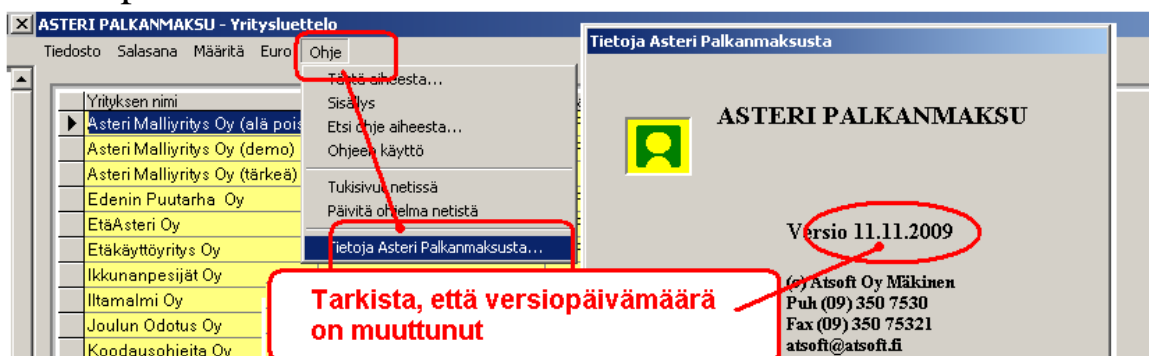 ASTERI PALKANMAKSU - Yritysluettelo
Tiedosto Salasana Määritä Euro Ohje
Tästä aiheesta...
Sisällys
Etsi ohje aiheesta...
Ohjeen käyttö
Tukisivut netissä
Päivitä ohjelma netistä
Tietoja Asteri Palkanmaksusta...
Yrityksen nimi
Asteri Malliyritys Oy (älä pois
Asteri Malliyritys Oy (demo)
Asteri Malliyritys Oy (tärkeä)
Edenin Puutarha Oy
EtäAsteri Oy
Etäkäyttöyritys Oy
Ikkunanpesijät Oy
Iltamalmi Oy
Joulun Odotus Oy
Koodausohjeita Oy
Tietoja Asteri Palkanmaksusta
ASTERI PALKANMAKSU
Versio 11.11.2009
(c) Atsoft Oy Mäkinen
Puh (09) 350 7530
Fax (09) 350 75321
atsoft@atsoft.fi
Tarkista, että versiopäivämäärä
on muuttunut